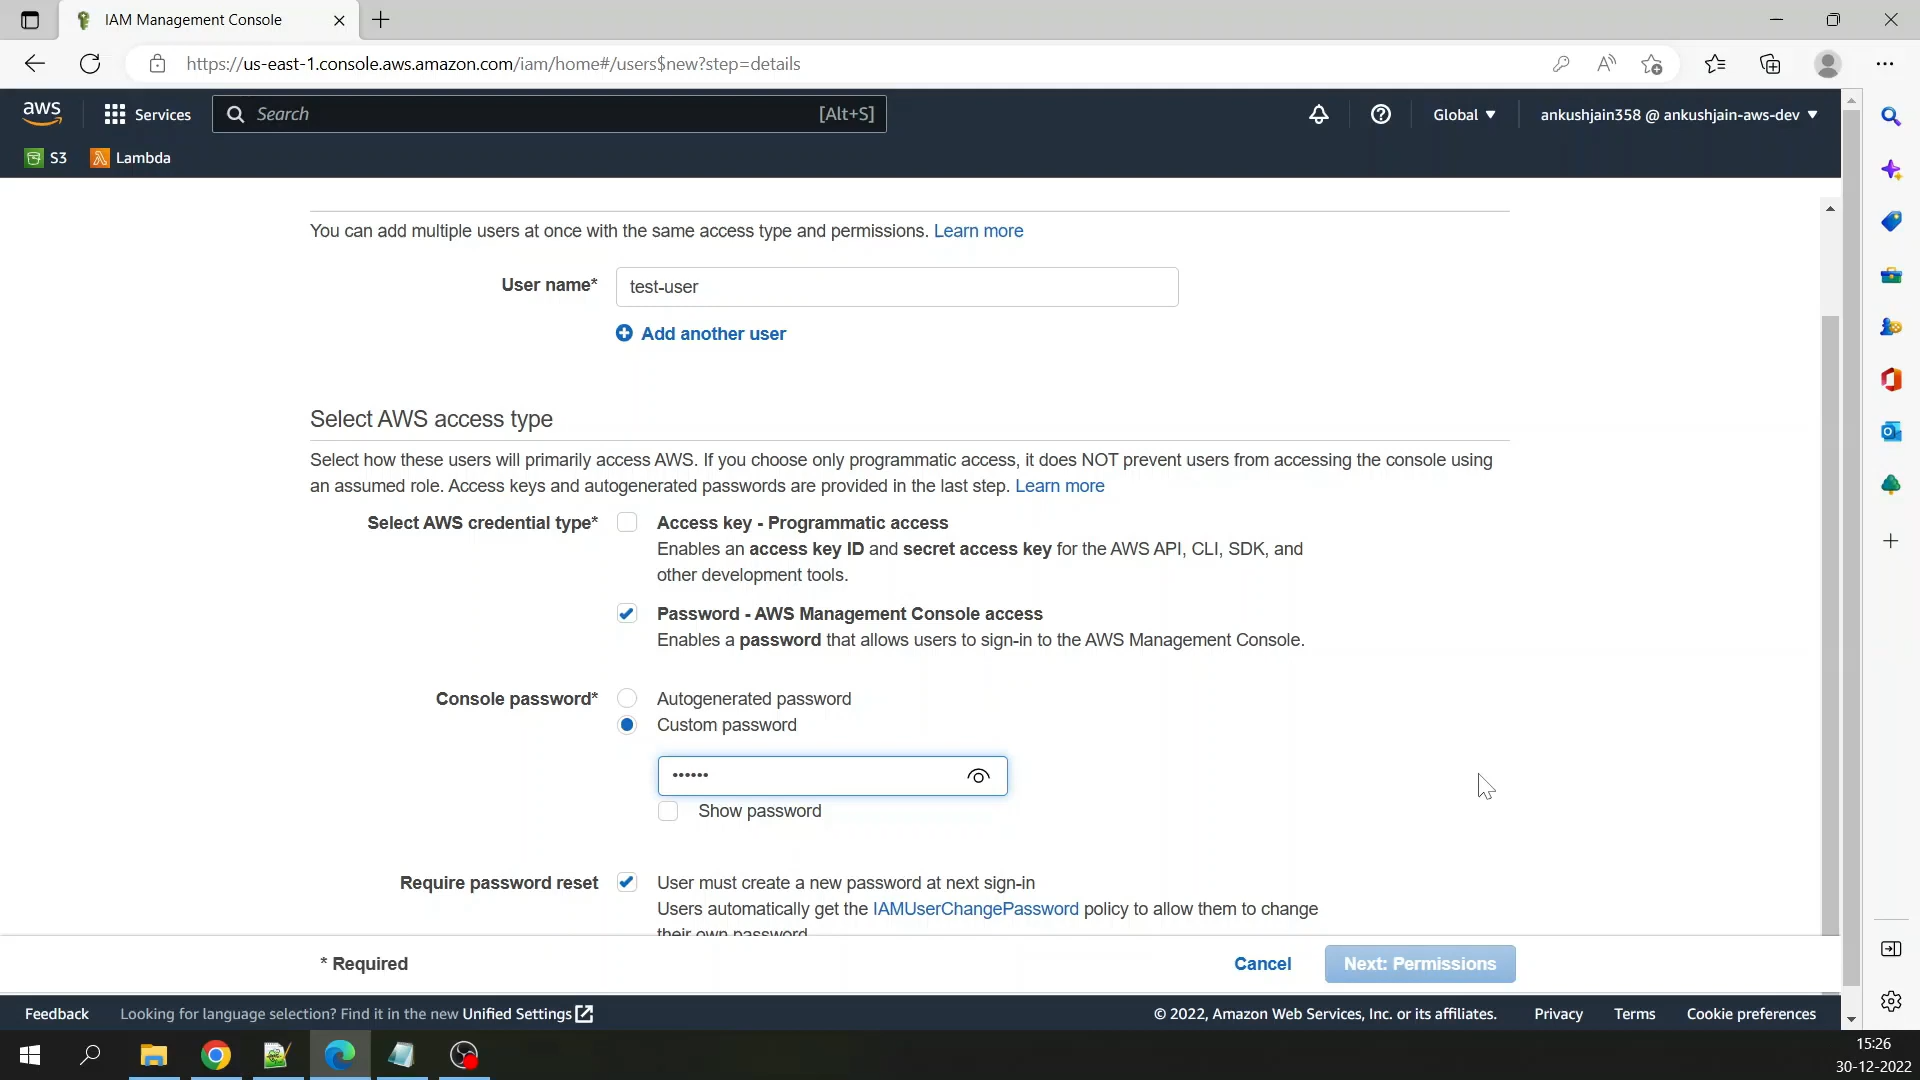 IAM Management Console
https://us-east-1.console.aws.amazon.com/iam/home#/users$new?step=details
aws
Services
Search
[Alt+S]
Global
ankushjain358 @ ankushjain-aws-dev
S3
Lambda
You can add multiple users at once with the same access type and permissions. Learn more
User name*
test-user
Add another user
Select AWS access type
Select how these users will primarily access AWS. If you choose only programmatic access, it does NOT prevent users from accessing the console using
an assumed role. Access keys and autogenerated passwords are provided in the last step. Learn more
Select AWS credential type*
Access key - Programmatic access
Enables an access key ID and secret access key for the AWS API, CLI, SDK, and
other development tools.
Password - AWS Management Console access
Enables a password that allows users to sign-in to the AWS Management Console.
Console password*
Autogenerated password
Custom password
••••••
Show password
Require password reset
User must create a new password at next sign-in
Users automatically get the IAMUserChangePassword policy to allow them to change
their own password
* Required
Cancel
Next: Permissions
Feedback
Looking for language selection? Find it in the new Unified Settings
© 2022, Amazon Web Services, Inc. or its affiliates.
Privacy
Terms
Cookie preferences
15:26
30-12-2022